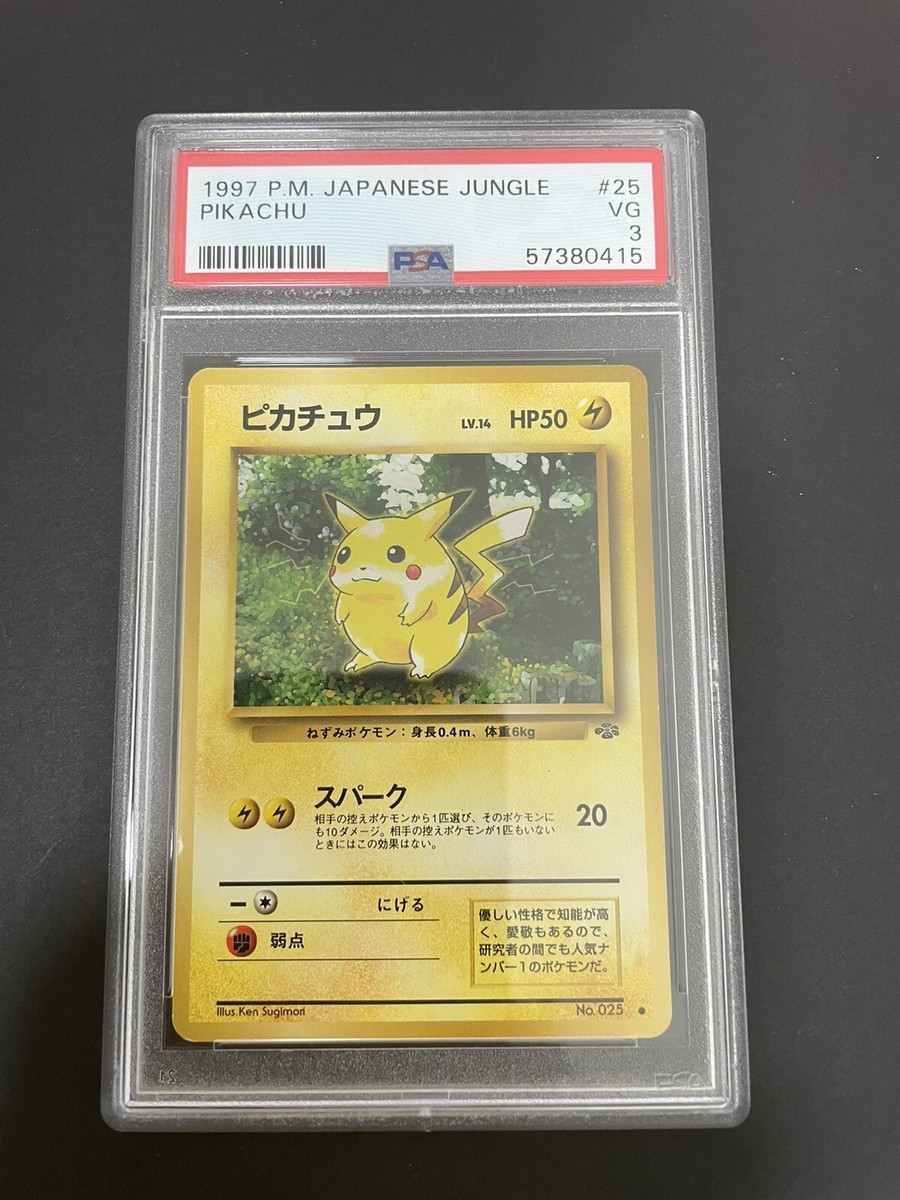 1997 P.M. JAPANESE JUNGLE #25
PIKACHU VG
3
57380415
PSA
ピカチュウ LV.14 HP50
ねずみポケモン：身長0.4m、体重6kg
スパーク 20
相手の控えポケモンから1匹選び、そのポケモンに
も10ダメージ。相手の控えポケモンが1匹もいない
ときにはこの効果はない。
にげる
弱点
優しい性格で知能が高
く、愛敬もあるので、
研究者の間でも人気ナ
ンバー1のポケモンだ。
Illus.Ken Sugimori No.025
PSA